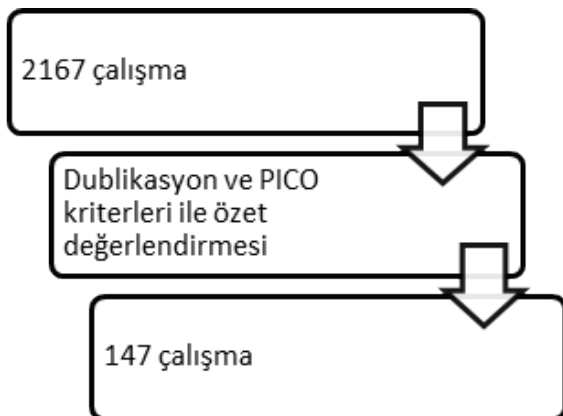 2167 çalışma
Dublikasyon ve PICO
kriterleri ile özet
değerlendirmesi
147 çalışma